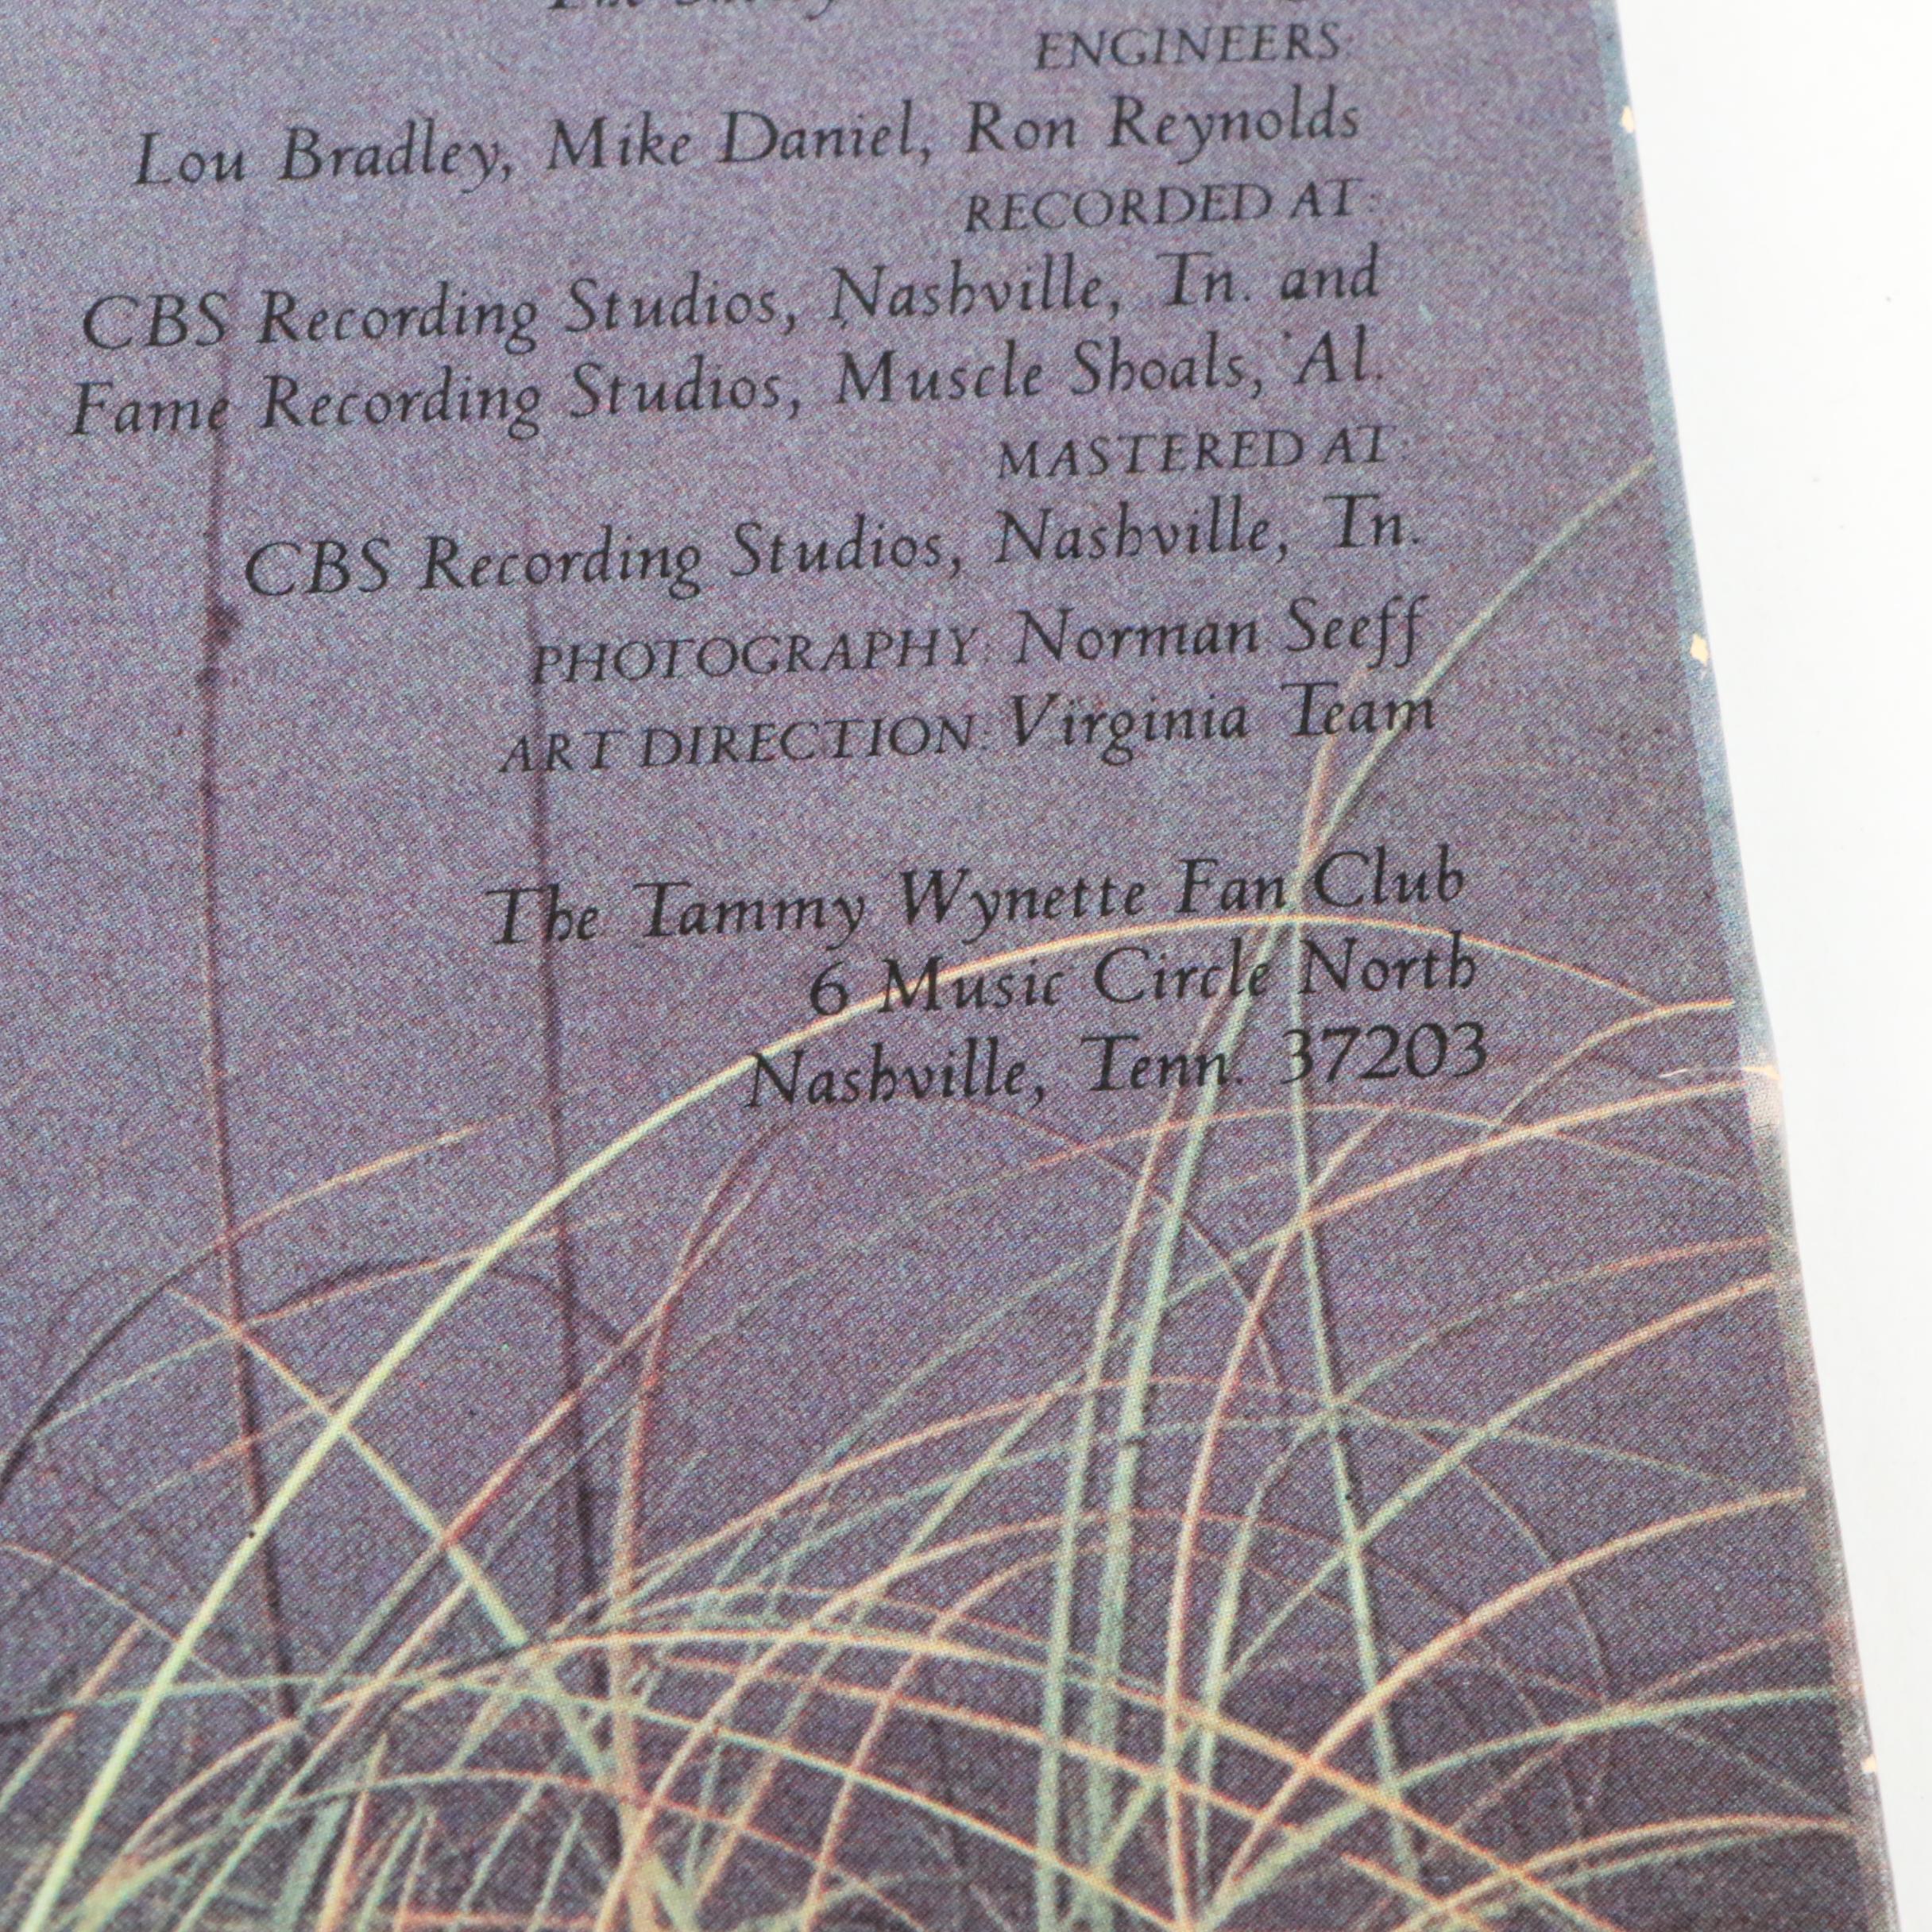 ENGINEERS:
Lou Bradley, Mike Daniel, Ron Reynolds
RECORDED AT:
CBS Recording Studios, Nashville, Tn. and
Fame Recording Studios, Muscle Shoals, Al.
MASTERED AT:
CBS Recording Studios, Nashville, Tn.
PHOTOGRAPHY: Norman Seeff
ART DIRECTION: Virginia Team
The Tammy Wynette Fan Club
6 Music Circle North
Nashville, Tenn. 37203